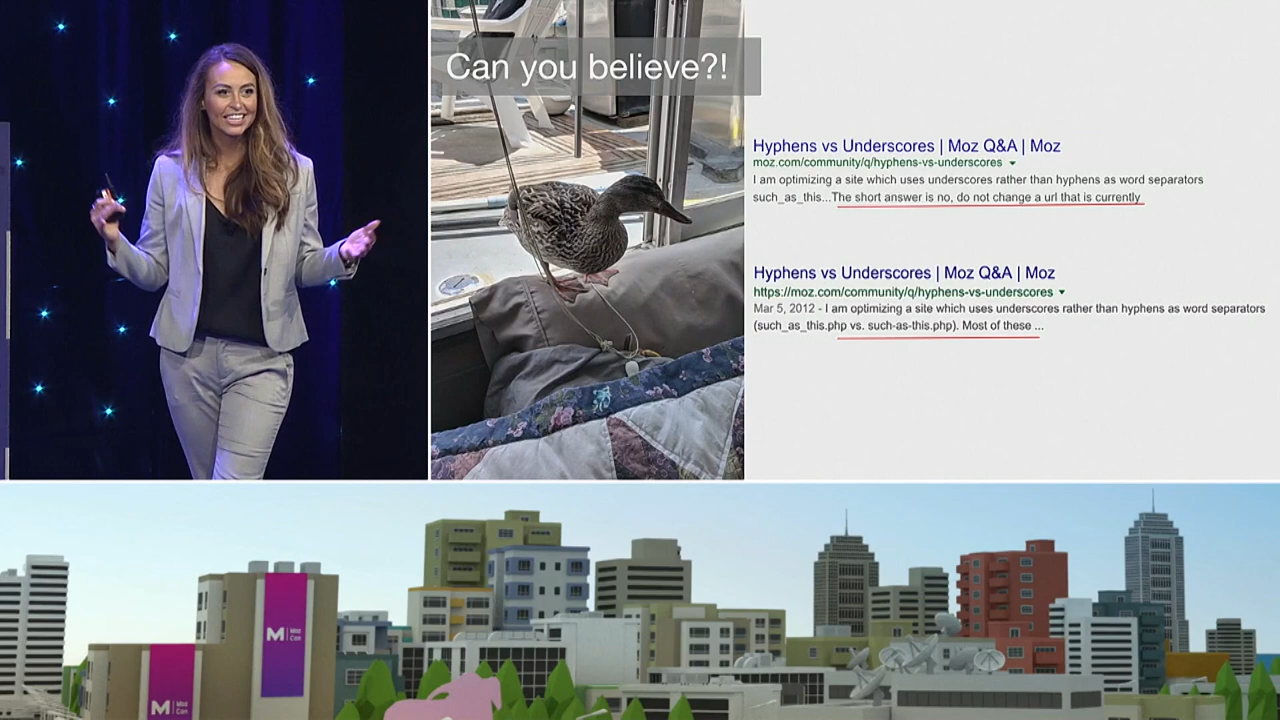 Can you believe?!
Hyphens vs Underscores | Moz Q&A | Moz
moz.com/community/q/hyphens-vs-underscores
I am optimizing a site which uses underscores rather than hyphens as word separators
such_as_this...The short answer is no, do not change a url that is currently
Hyphens vs Underscores | Moz Q&A | Moz
https://moz.com/community/q/hyphens-vs-underscores
Mar 5, 2012 - I am optimizing a site which uses underscores rather than hyphens as word separators
(such_as_this.php vs. such-as-this.php). Most of these ...
M | Moz
Con
M | Moz
Con